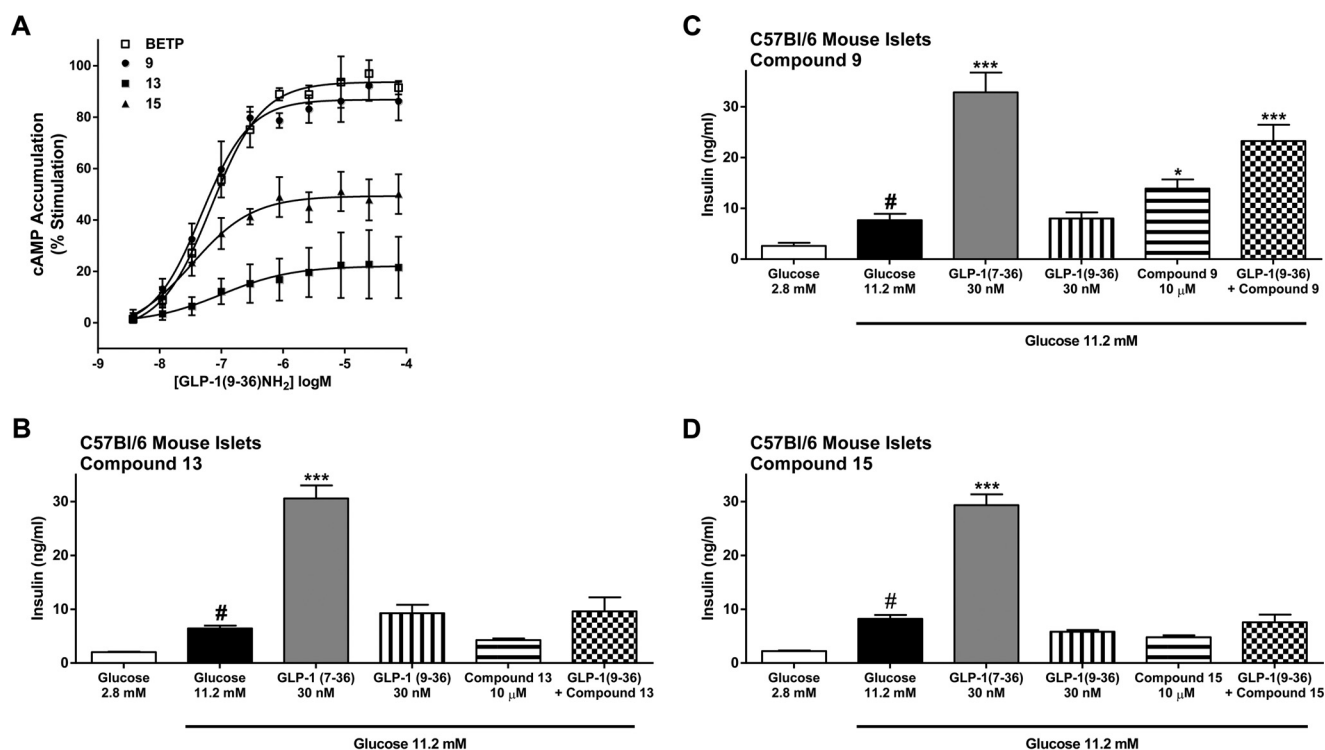 A
BETP
9
13
15
100
80
60
40
20
0
cAMP Accumulation
(% Stimulation)
-9
-8
-7
-6
-5
-4
[GLP-1(9-36)NH2] logM
B
C57Bl/6 Mouse Islets
Compound 13
Insulin (ng/ml)
30
20
10
0
#
***
Glucose
2.8 mM
Glucose
11.2 mM
GLP-1 (7-36)
30 nM
GLP-1 (9-36)
30 nM
Compound 13
10 μM
GLP-1(9-36)
+ Compound 13
Glucose 11.2 mM
C
C57Bl/6 Mouse Islets
Compound 9
Insulin (ng/ml)
30
20
10
0
#
***
*
***
Glucose
2.8 mM
Glucose
11.2 mM
GLP-1(7-36)
30 nM
GLP-1(9-36)
30 nM
Compound 9
10 μM
GLP-1(9-36)
+ Compound 9
Glucose 11.2 mM
D
C57Bl/6 Mouse Islets
Compound 15
Insulin (ng/ml)
30
20
10
0
#
***
Glucose
2.8 mM
Glucose
11.2 mM
GLP-1(7-36)
30 nM
GLP-1(9-36)
30 nM
Compound 15
10 μM
GLP-1(9-36)
+ Compound 15
Glucose 11.2 mM